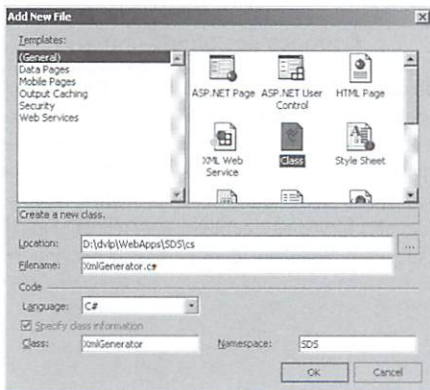 Add New File
Templates:
(General)
Data Pages
Mobile Pages
Output Caching
Security
Web Services
ASP.NET Page
ASP.NET User Control
HTML Page
XML Web Service
Class
Style Sheet
Create a new class.
Location: D:\dvlp\WebApps\SDS\cs ...
Filename: XmlGenerator.cs
Code
Language: C#
Specify class information
Class: XmlGenerator Namespace: SDS
OK Cancel